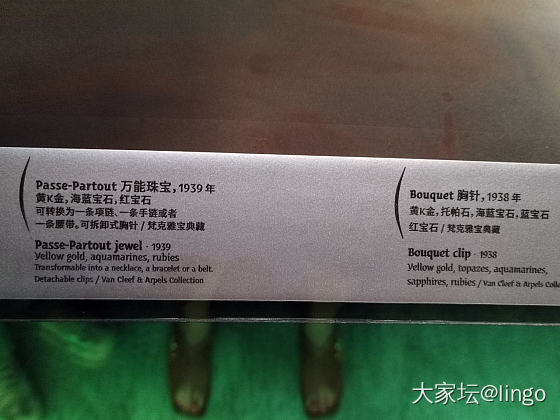 Passe-Partout 万能珠宝，1939 年
黄K金，海蓝宝石，红宝石
可转换为一条项链、一条手链或者
一条腰带。可拆卸式胸针 / 梵克雅宝典藏
Passe-Partout jewel · 1939
Yellow gold, aquamarines, rubies
Transformable into a necklace, a bracelet or a belt.
Detachable clips / Van Cleef & Arpels Collection
Bouquet 胸针，1938 年
黄K金，托帕石，海蓝宝石，蓝宝石
红宝石 / 梵克雅宝典藏
Bouquet clip · 1938
Yellow gold, topazes, aquamarines,
sapphires, rubies / Van Cleef & Arpels Colle
大家坛@lingo